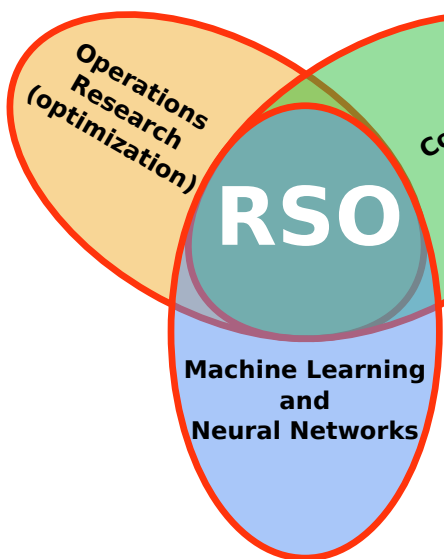 Operations
Research
(optimization)
RSO
Machine Learning
and
Neural Networks